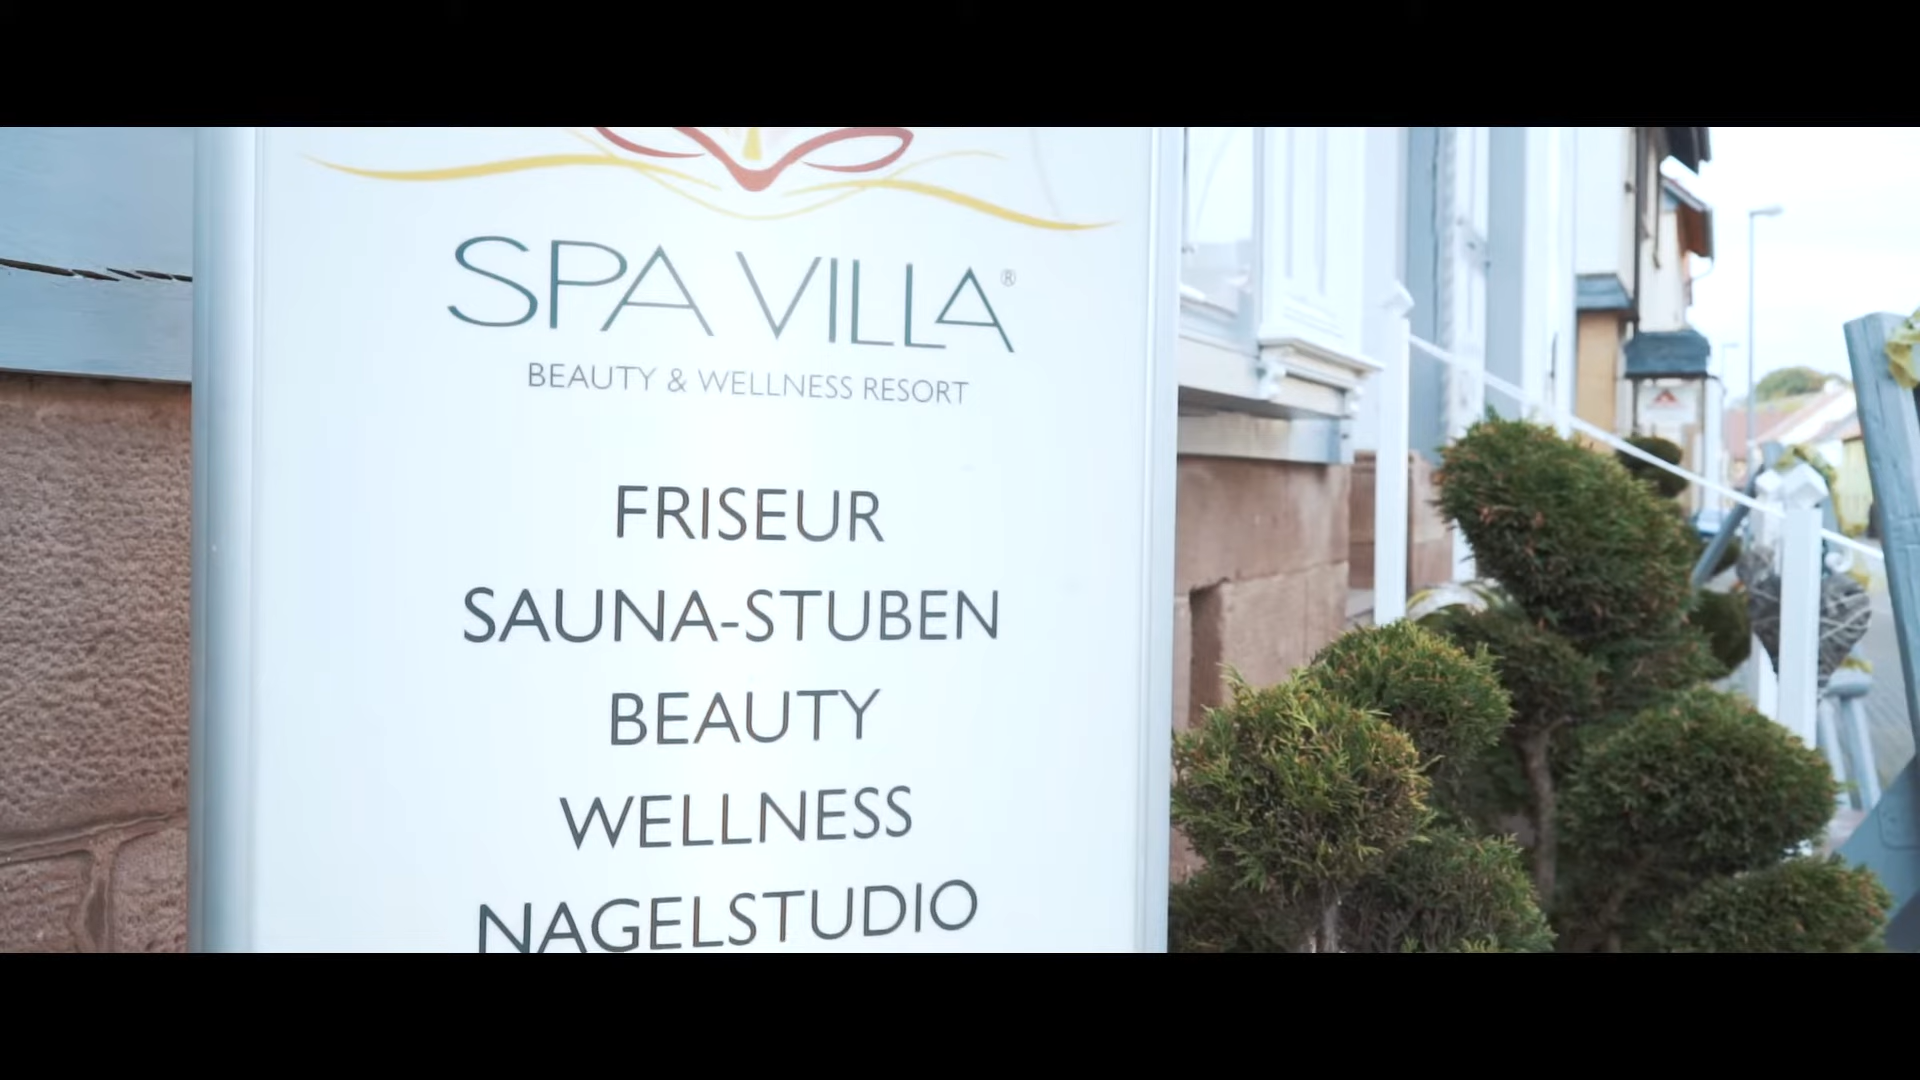 SPA VILLA®
BEAUTY & WELLNESS RESORT
FRISEUR
SAUNA-STUBEN
BEAUTY
WELLNESS
NAGELSTUDIO